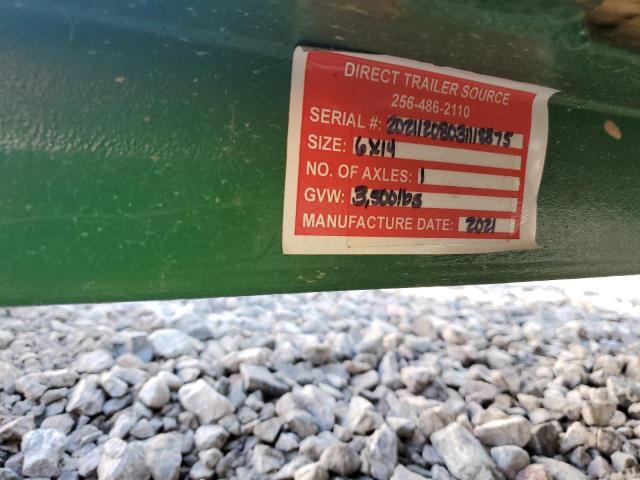 DIRECT TRAILER SOURCE
256-486-2110
SERIAL #:
SIZE: 6x14
NO. OF AXLES: 1
GVW: 3,500lbs
MANUFACTURE DATE: 2021